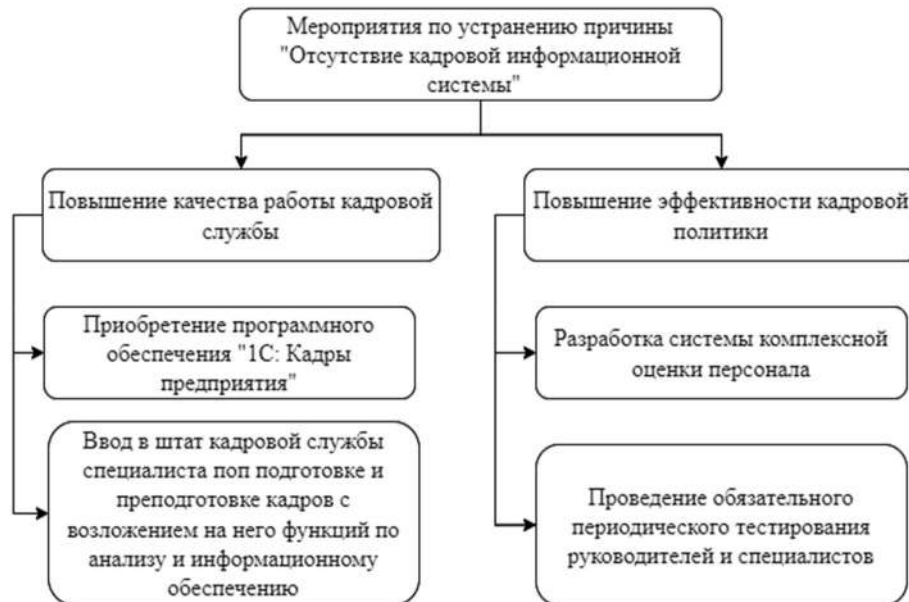 Мероприятия по устранению причины
"Отсутствие кадровой информационной
системы"
Повышение качества работы кадровой
службы
Приобретение программного
обеспечения "1С: Кадры
предприятия"
Ввод в штат кадровой службы
специалиста поп подготовке и
преподготовке кадров с
возложением на него функций по
анализу и информационному
обеспечению
Повышение эффективности кадровой
политики
Разработка системы комплексной
оценки персонала
Проведение обязательного
периодического тестирования
руководителей и специалистов